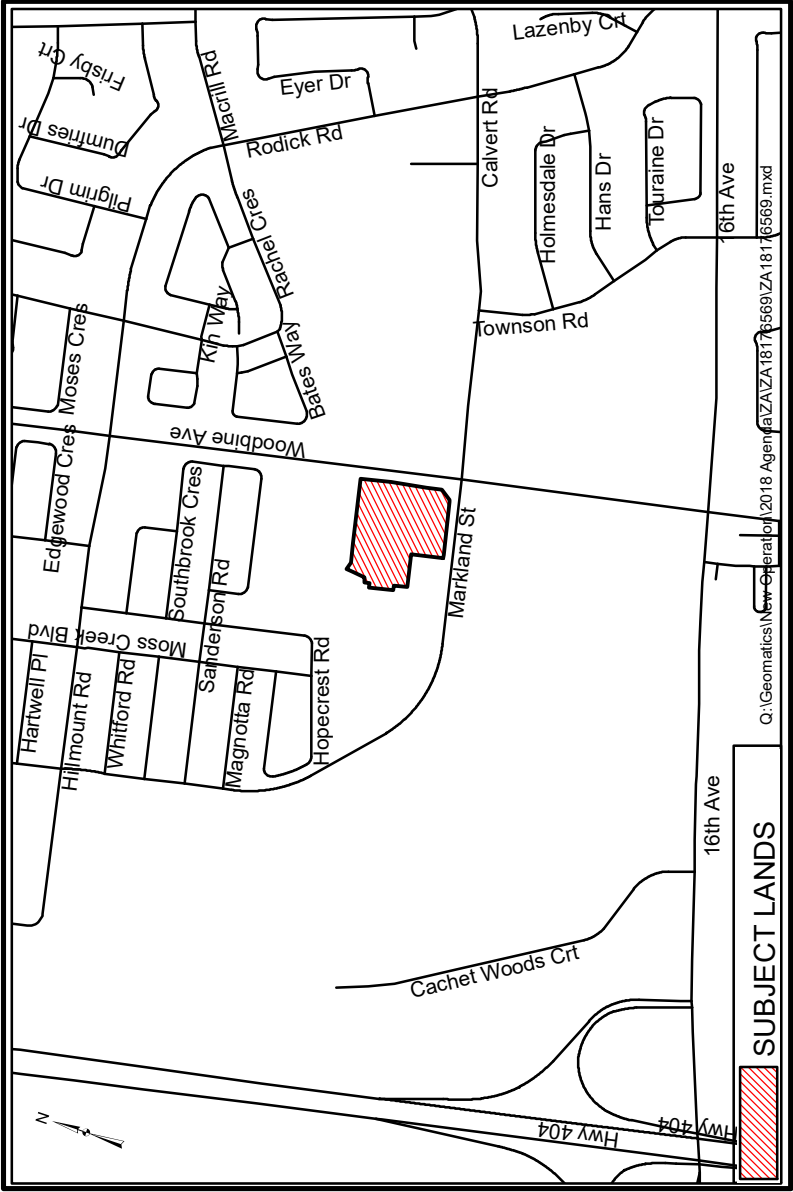 Lazenby Crt
Frisby Crt
Macrill Rd
Eyer Dr
Dumfries Dr
Rodick Rd
Calvert Rd
Holmesdale Dr
Hans Dr
Touraine Dr
16th Ave
Pilgrim Dr
Rachel Cres
Kin Way
Townson Rd
Moses Cres
Bates Way
Woodbine Ave
Edgewood Cres
Southbrook Cres
Markland St
Sanderson Rd
Moss Creek Blvd
Hartwell Pl
Hillmount Rd
Whitford Rd
Magnotta Rd
Hopecrest Rd
16th Ave
Cachet Woods Crt
Hwy 404
Hwy 404
N
Q:\Geomatics\New Operation\2018 Agenda\ZA\ZA18176569\ZA18176569.mxd
SUBJECT LANDS